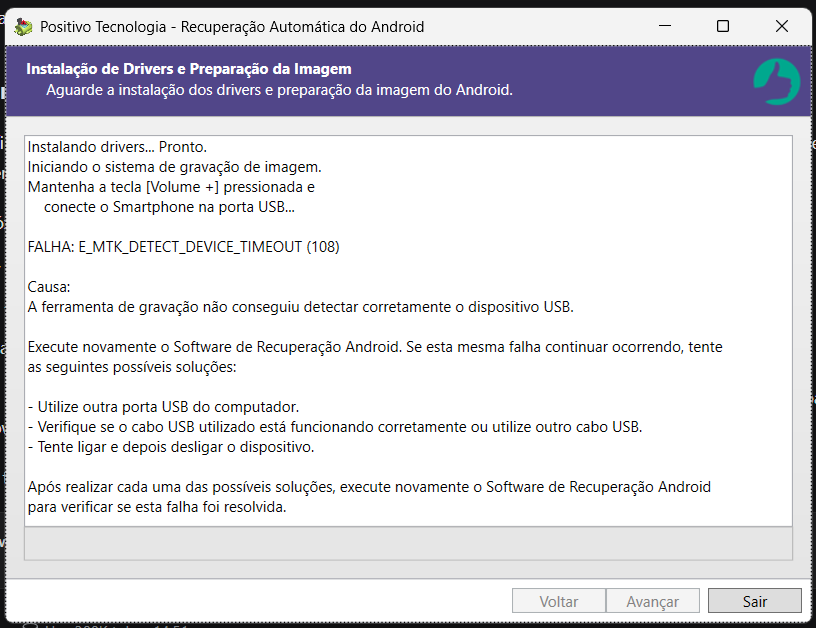 Positivo Tecnologia - Recuperação Automática do Android
Instalação de Drivers e Preparação da Imagem
Aguarde a instalação dos drivers e preparação da imagem do Android.
Instalando drivers... Pronto.
Iniciando o sistema de gravação de imagem.
Mantenha a tecla [Volume +] pressionada e
conecte o Smartphone na porta USB...
FALHA: E_MTK_DETECT_DEVICE_TIMEOUT (108)
Causa:
A ferramenta de gravação não conseguiu detectar corretamente o dispositivo USB.
Execute novamente o Software de Recuperação Android. Se esta mesma falha continuar ocorrendo, tente
as seguintes possíveis soluções:
- Utilize outra porta USB do computador.
- Verifique se o cabo USB utilizado está funcionando corretamente ou utilize outro cabo USB.
- Tente ligar e depois desligar o dispositivo.
Após realizar cada uma das possíveis soluções, execute novamente o Software de Recuperação Android
para verificar se esta falha foi resolvida.
Voltar
Avançar
Sair